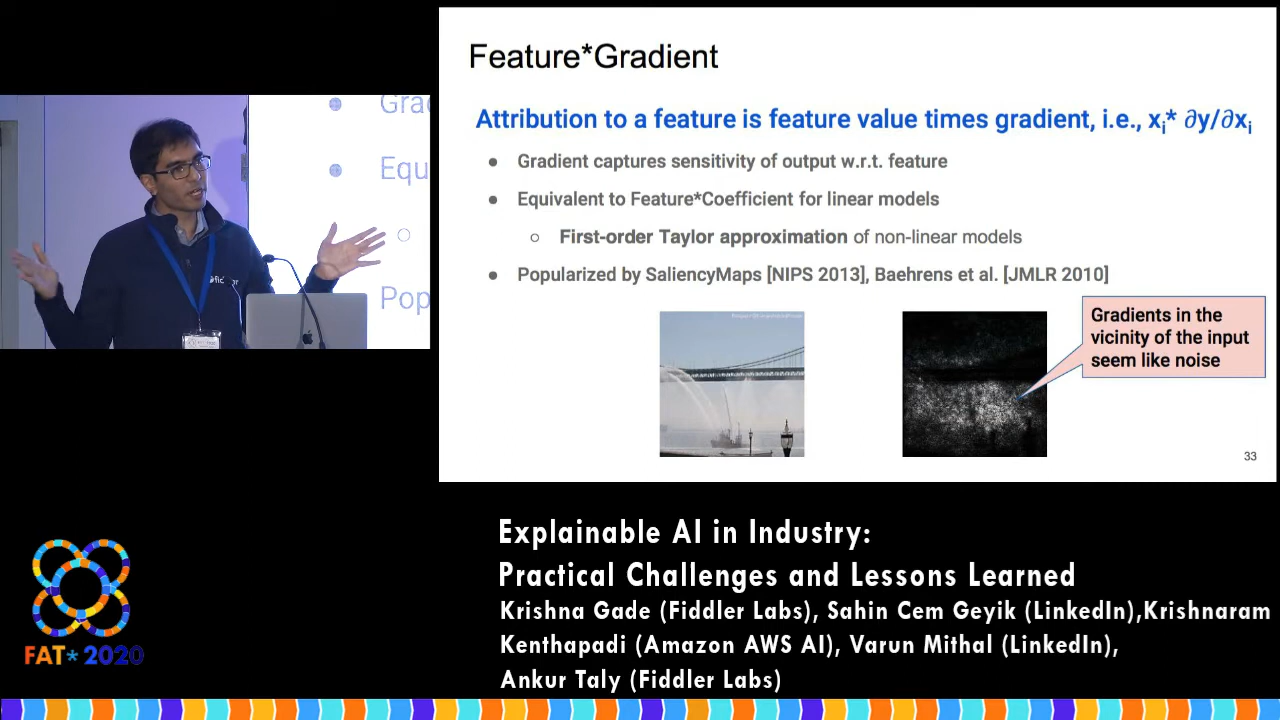 Feature*Gradient
Attribution to a feature is feature value times gradient, i.e., xᵢ* ∂y/∂xᵢ
● Gradient captures sensitivity of output w.r.t. feature
● Equivalent to Feature*Coefficient for linear models
○ First-order Taylor approximation of non-linear models
● Popularized by SaliencyMaps [NIPS 2013], Baehrens et al. [JMLR 2010]
Gradients in the
vicinity of the input
seem like noise
33
● Grad
● Equ
○
Pop
Explainable AI in Industry:
Practical Challenges and Lessons Learned
Krishna Gade (Fiddler Labs), Sahin Cem Geyik (LinkedIn),Krishnaram
Kenthapadi (Amazon AWS AI), Varun Mithal (LinkedIn),
Ankur Taly (Fiddler Labs)
FAT* 2020